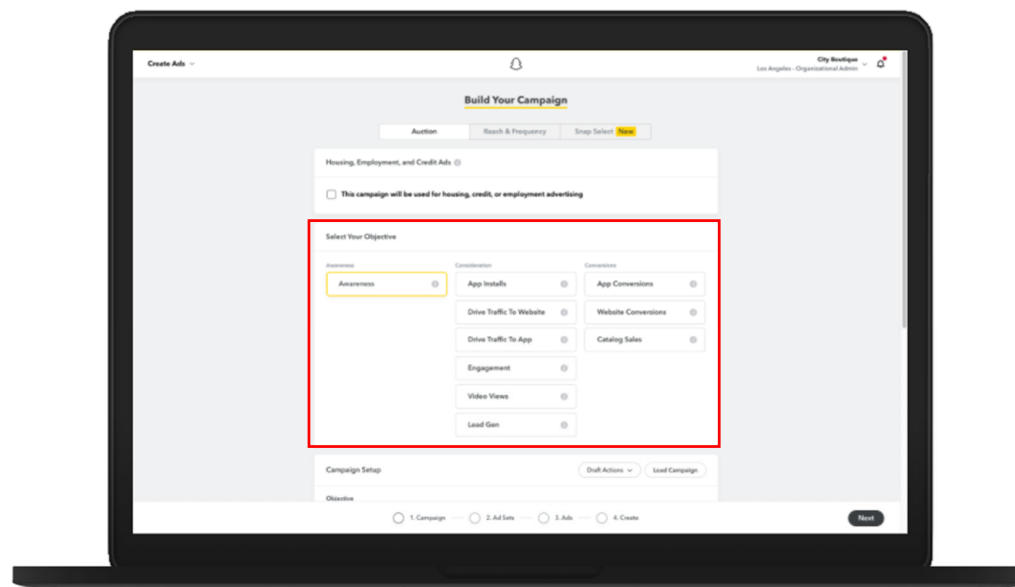 Create Ads
City Boutique
Los Angeles - Organizational Admin
Build Your Campaign
Auction Reach & Frequency Snap Select New
Housing, Employment, and Credit Ads
This campaign will be used for housing, credit, or employment advertising
Select Your Objective
Awareness Consideration Conversions
Awareness App Installs App Conversions
Drive Traffic To Website Website Conversions
Drive Traffic To App Catalog Sales
Engagement
Video Views
Lead Gen
Campaign Setup Draft Actions Load Campaign
Objective
1. Campaign 2. Ad Sets 3. Ads 4. Create Next